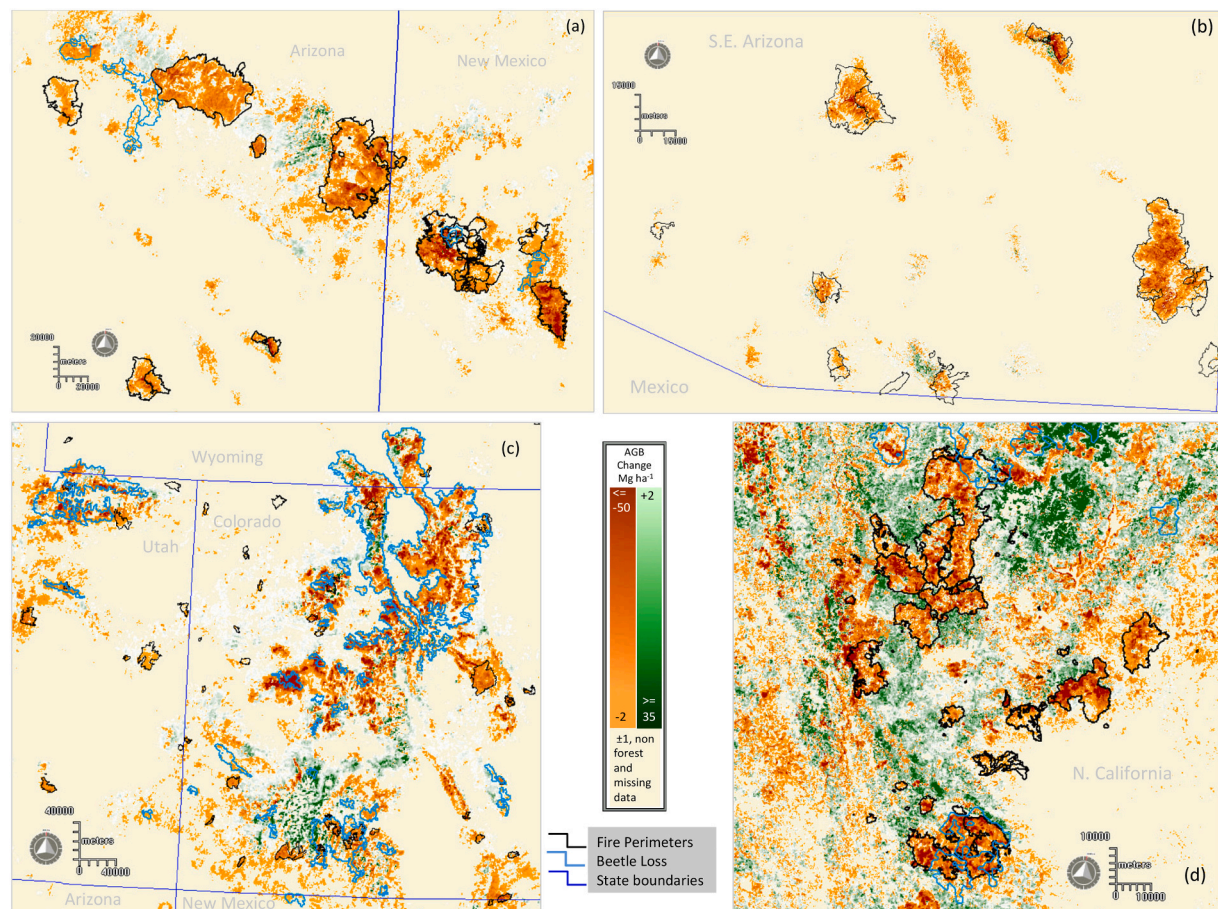 Arizona
(a)
New Mexico
20000
meters
0
20000
S.E. Arizona
(b)
15000
meters
0
15000
Mexico
(c)
Wyoming
Colorado
Utah
40000
meters
0
40000
Arizona
New Mexico
AGB
Change
Mg ha⁻¹
<= +2
-50
>=
-2 35
±1, non
forest
and
missing
data
Fire Perimeters
Beetle Loss
State boundaries
N. California
10000
meters
0
10000
(d)